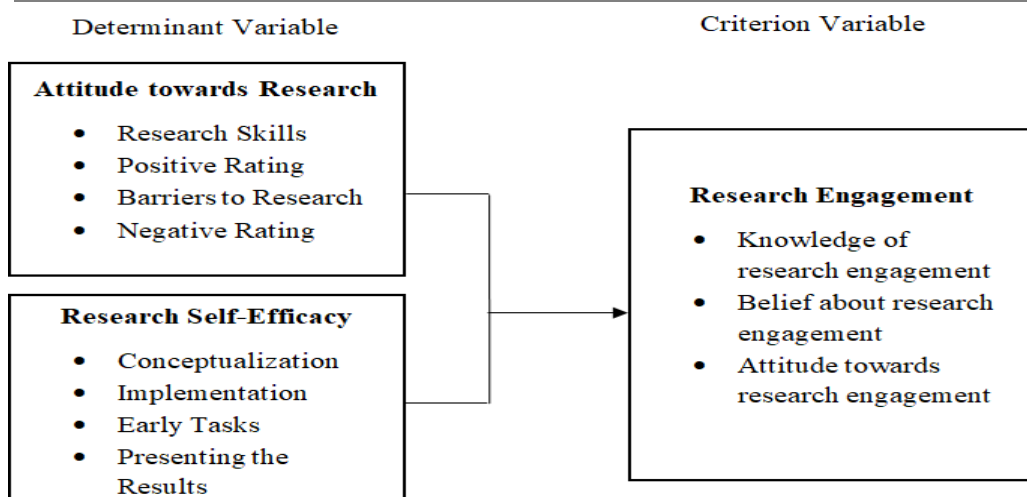 Determinant Variable
Criterion Variable
Attitude towards Research
• Research Skills
• Positive Rating
• Barriers to Research
• Negative Rating
Research Self-Efficacy
• Conceptualization
• Implementation
• Early Tasks
• Presenting the
Results
Research Engagement
• Knowledge of
research engagement
• Belief about research
engagement
• Attitude towards
research engagement